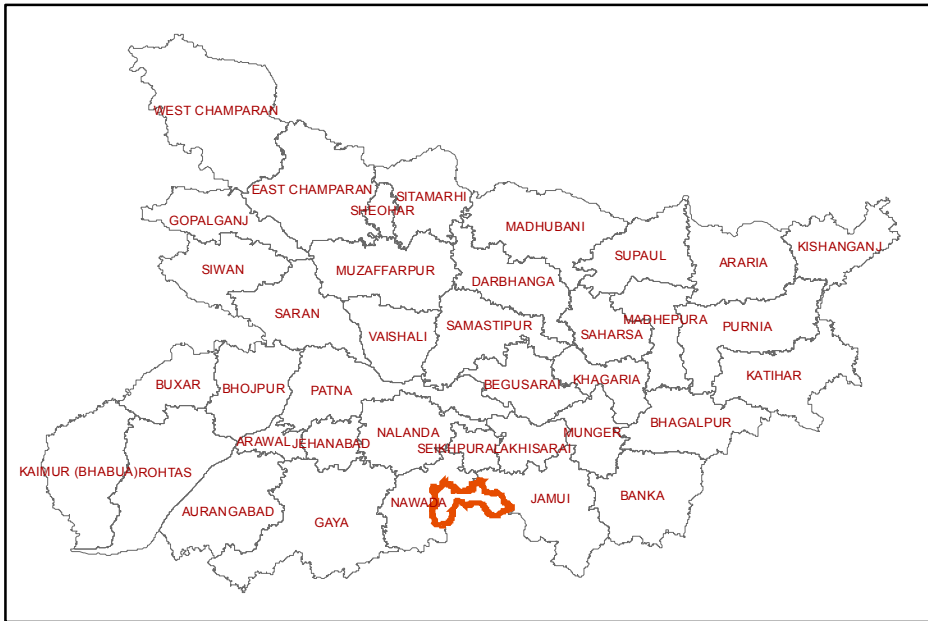 WEST CHAMPARAN
EAST CHAMPARAN
SITAMARHI
SHEOHAR
GOPALGANJ
MADHUBANI
KISHANGANJ
SUPAUL
ARARIA
SIWAN
MUZAFFARPUR
DARBHANGA
SARAN
MADHEPURA
SAMASTIPUR
PURNIA
SAHARSA
VAISHALI
KATIHAR
BUXAR
BHOJPUR
PATNA
BEGUSARAI
KHAGARIA
BHAGALPUR
NALANDA
MUNGER
ARAWAL
JEHANABAD
SEIKHPURA
LAKHISARAI
KAIMUR (BHABUA)
ROHTAS
BANKA
JAMUI
NAWADA
AURANGABAD
GAYA